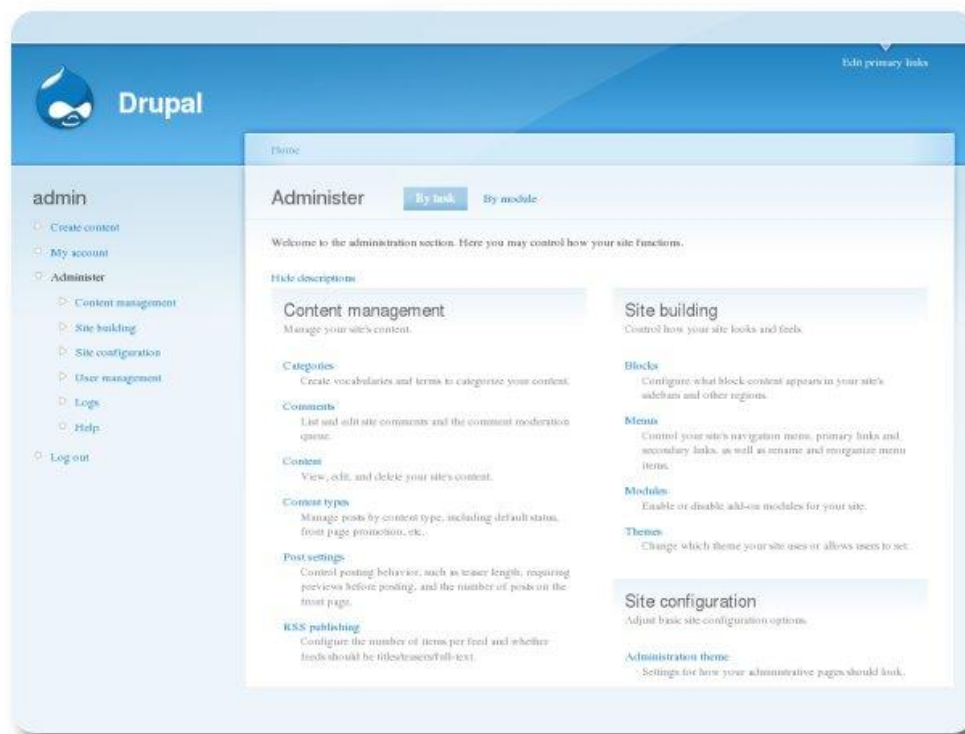 Edit primary links
Drupal
Home
admin
Create content
My account
Administer
Content management
Site building
Site configuration
User management
Logs
Help
Log out
Administer
By task
By module
Welcome to the administration section. Here you may control how your site functions.
Hide descriptions
Content management
Manage your site's content.
Categories
Create vocabularies and terms to categorize your content.
Comments
List and edit site comments and the comment moderation
queue.
Content
View, edit, and delete your site's content.
Content types
Manage posts by content type, including default status,
front page promotion, etc.
Post settings
Control posting behavior, such as teaser length, requiring
previews before posting, and the number of posts on the
front page.
RSS publishing
Configure the number of items per feed and whether
feeds should be titles/teasers/full-text.
Site building
Control how your site looks and feels.
Blocks
Configure what block content appears in your site's
sidebars and other regions.
Menus
Control your site's navigation menu, primary links and
secondary links, as well as rename and reorganize menu
items.
Modules
Enable or disable add-on modules for your site.
Themes
Change which theme your site uses or allows users to set.
Site configuration
Adjust basic site configuration options.
Administration theme
Settings for how your administrative pages should look.